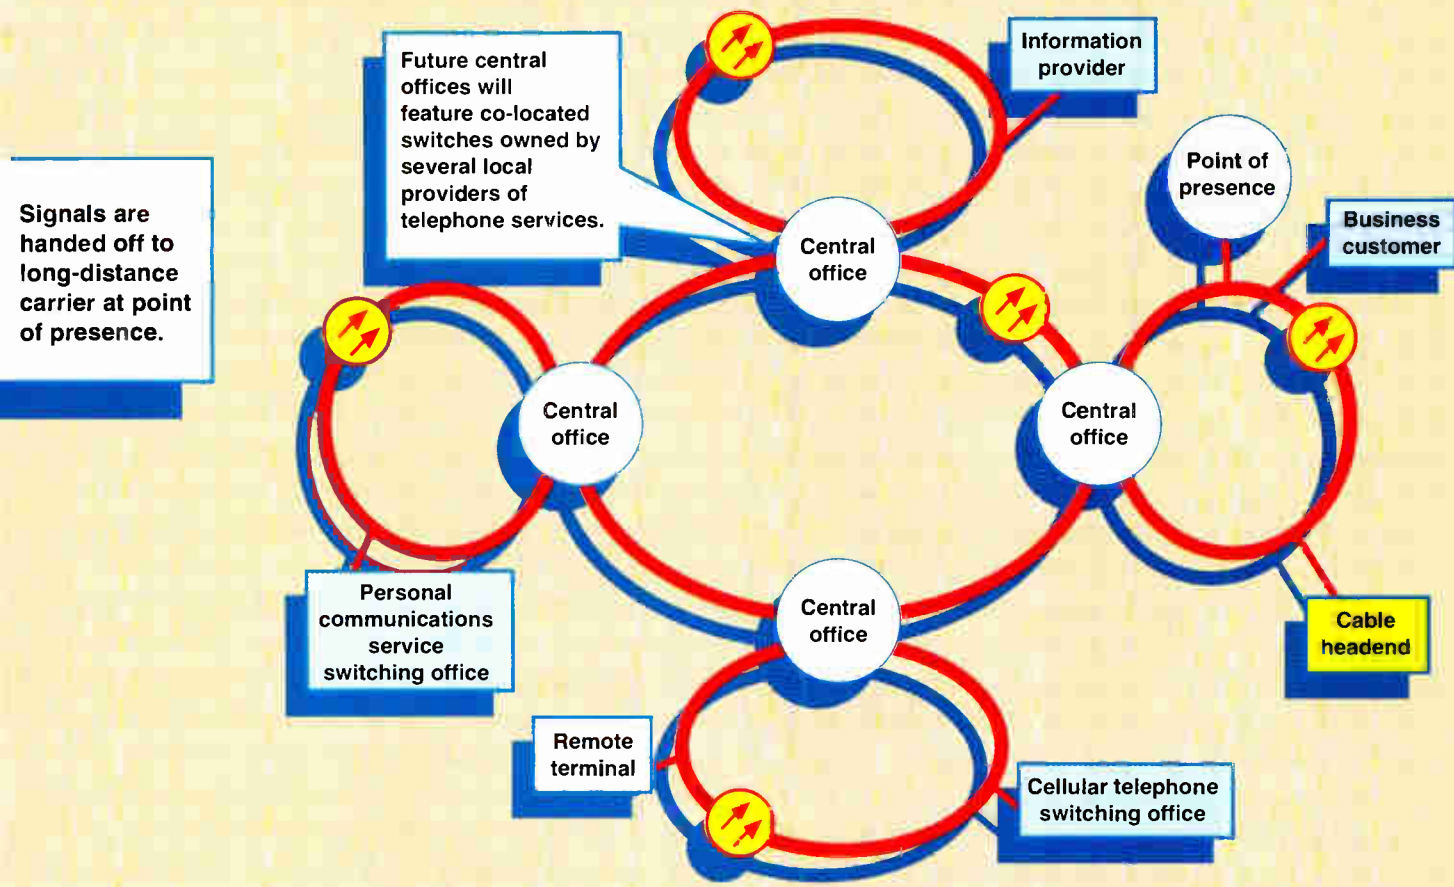 Future central
offices will
feature co-located
switches owned by
several local
providers of
telephone services.
Information
provider
Point of
presence
Business
customer
Signals are
handed off to
long-distance
carrier at point
of presence.
Central
office
Central
office
Central
office
Central
office
Personal
communications
service
switching office
Cable
headend
Remote
terminal
Cellular telephone
switching office